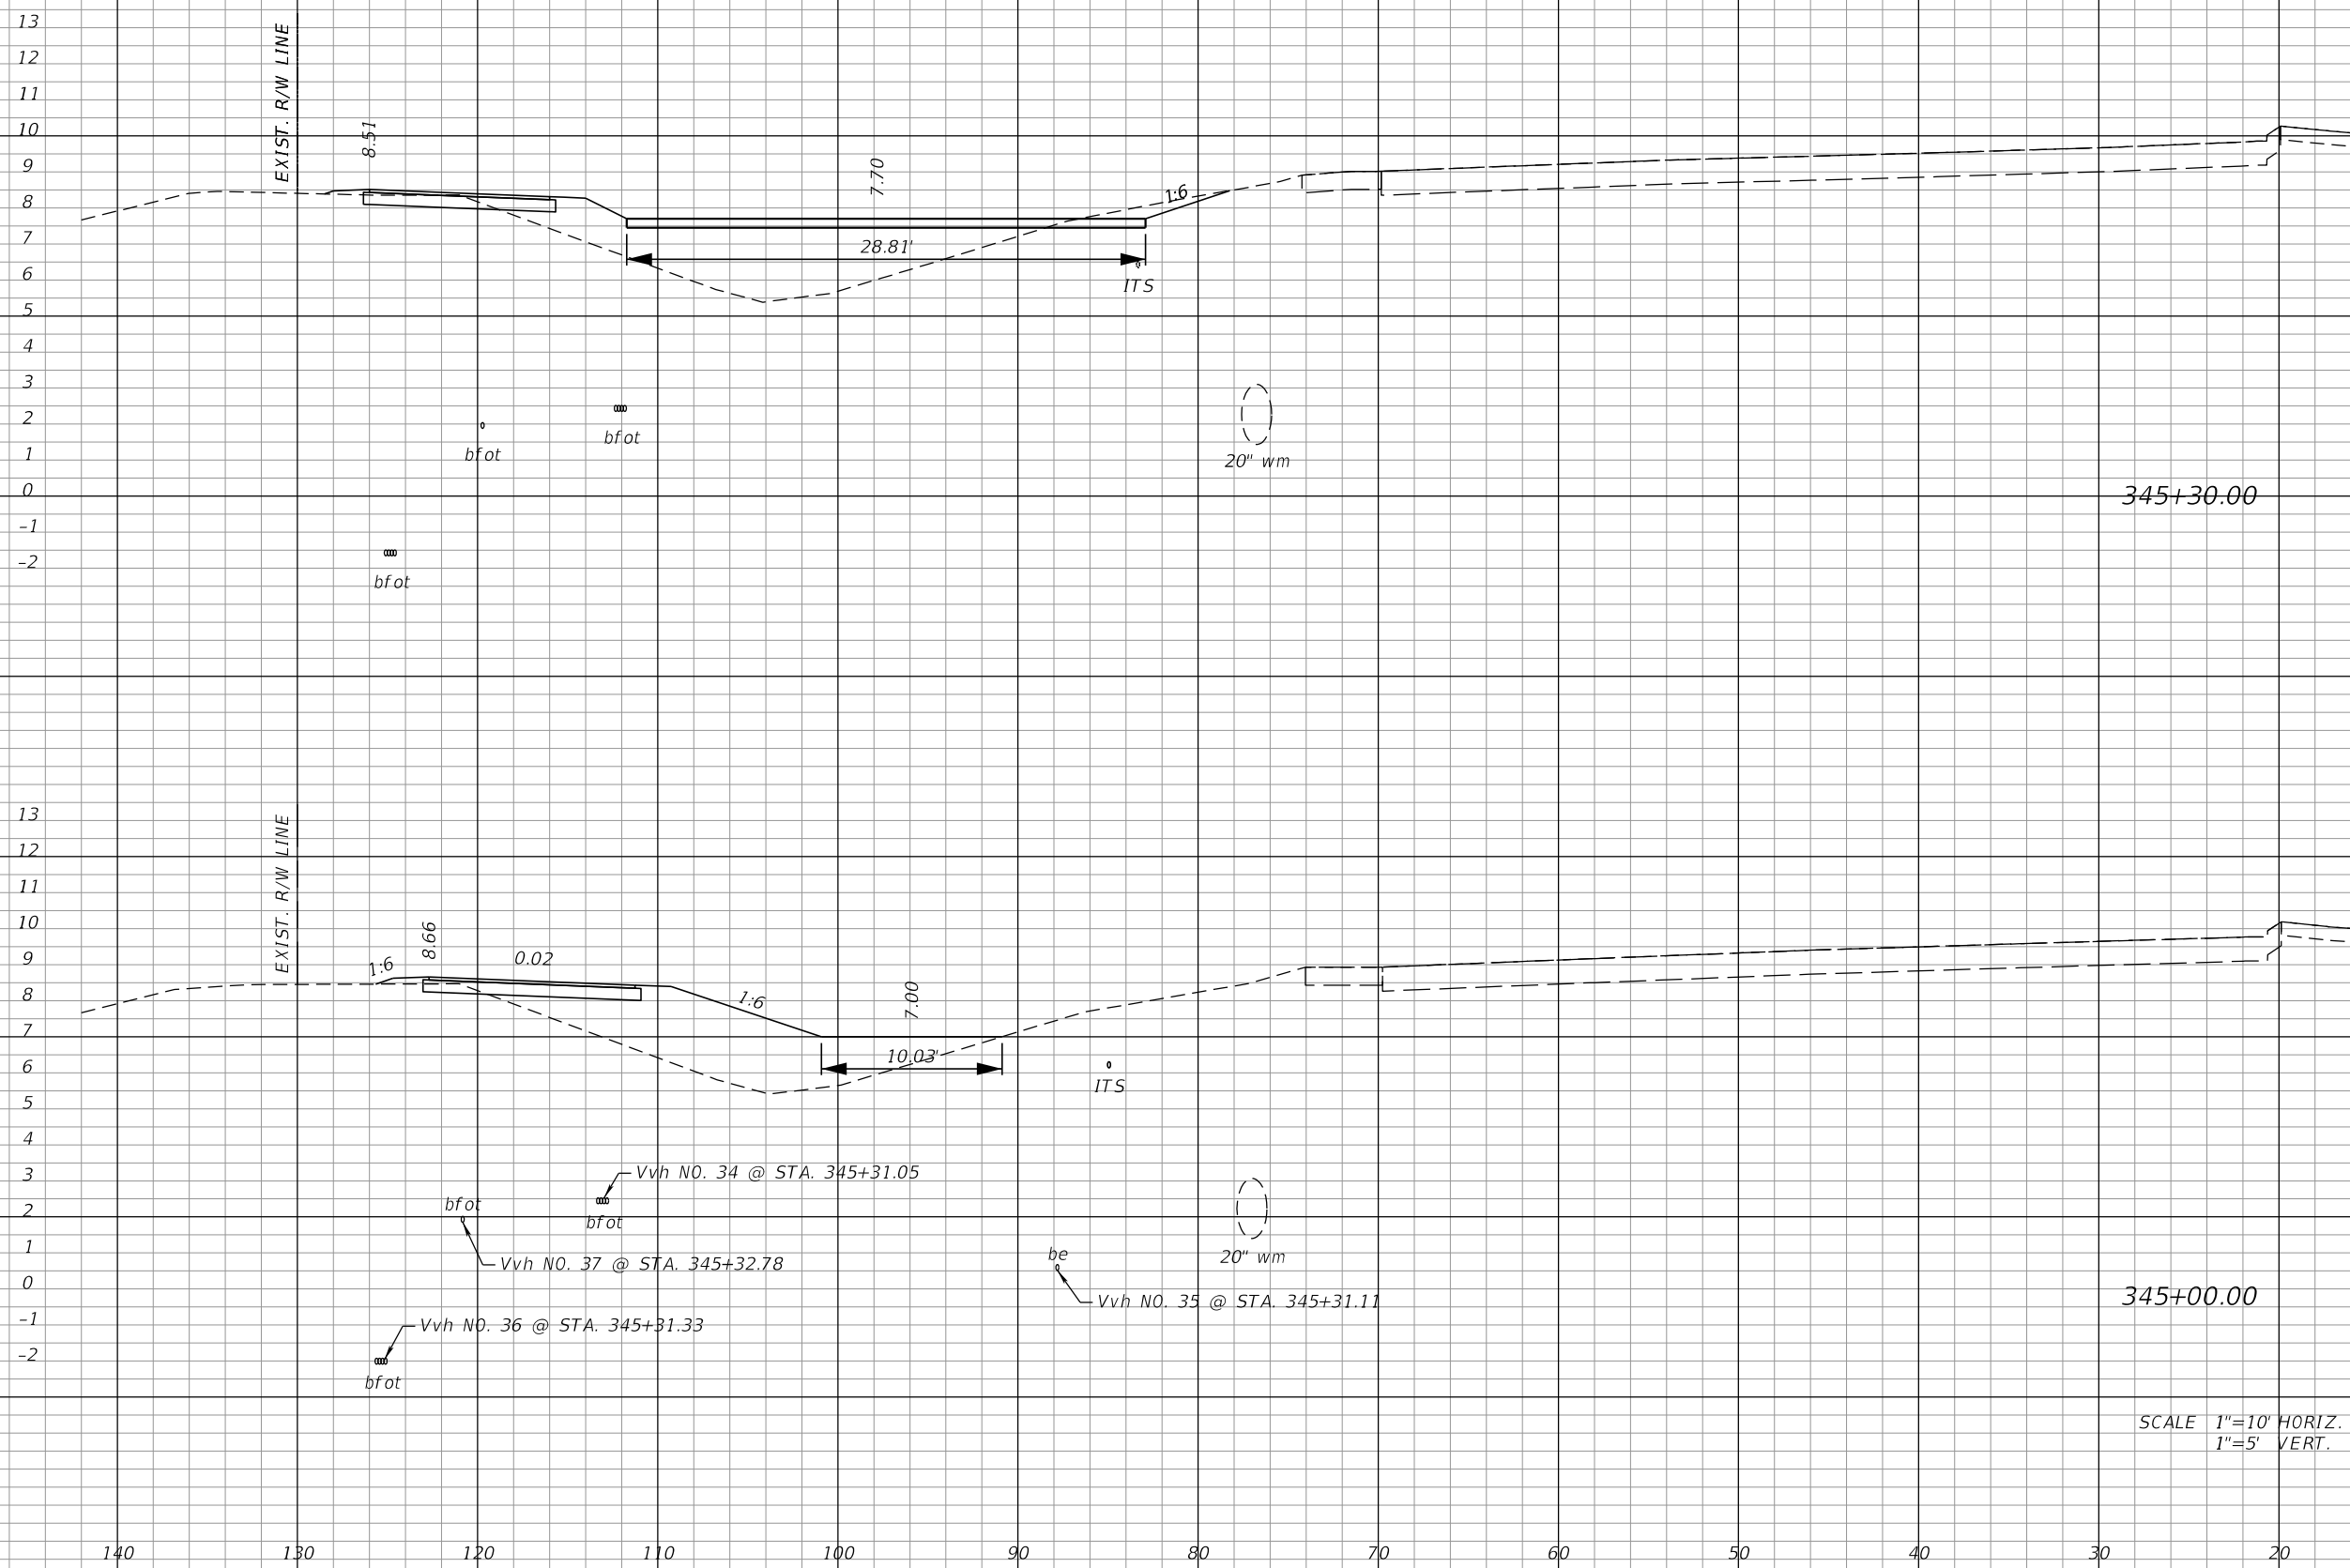 13
12
11
10
9
8
7
6
5
4
3
2
1
0
-1
-2
EXIST. R/W LINE
8.51
7.70
1:6
28.81'
ITS
bfot
bfot
20" wm
345+30.00
bfot
13
12
11
10
9
8
7
6
5
4
3
2
1
0
-1
-2
EXIST. R/W LINE
1:6
8.66
0.02
1:6
7.00
10.03'
ITS
Vvh NO. 34 @ STA. 345+31.05
bfot
bfot
Vvh NO. 37 @ STA. 345+32.78
be
20" wm
Vvh NO. 35 @ STA. 345+31.11
345+00.00
Vvh NO. 36 @ STA. 345+31.33
bfot
SCALE 1"=10' HORIZ.
1"=5' VERT.
140 130 120 110 100 90 80 70 60 50 40 30 20